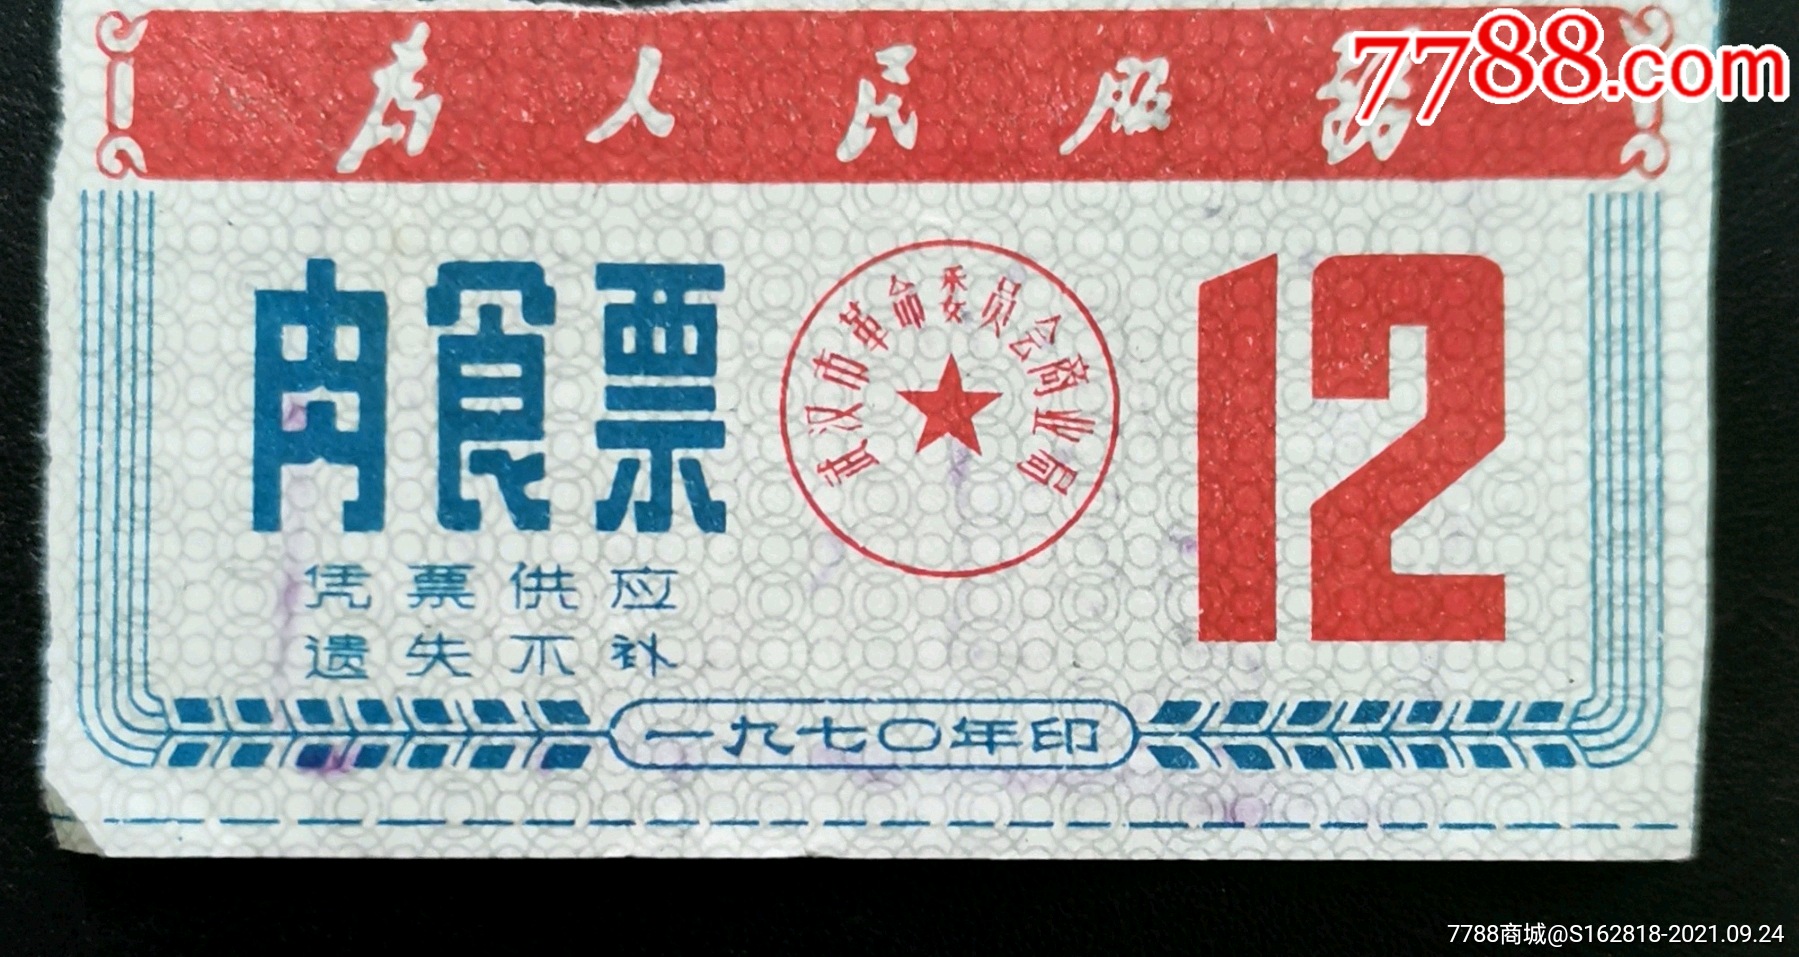 为人民服务
7788.com
肉食票
武汉市革命委员会商业局
12
凭票供应
遗失不补
一九七〇年印
7788商城@S162818-2021.09.24